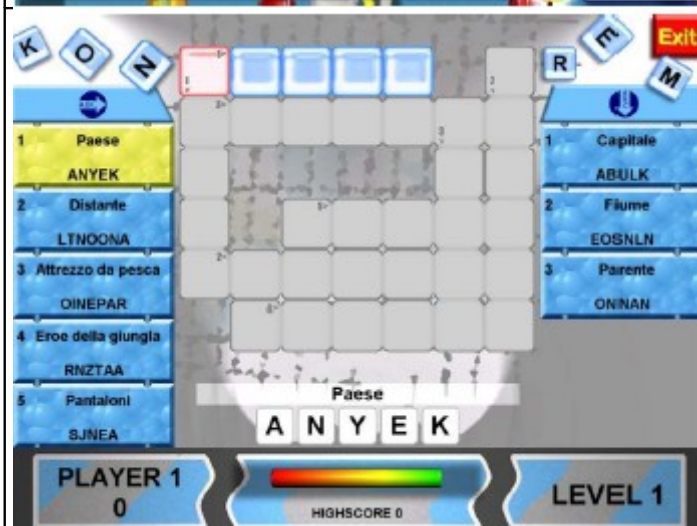 K O N
R E M
Exit
1 Paese
ANYEK
2 Distante
LTNOONA
3 Attrezzo da pesca
OINEPAR
4 Eroe della giungla
RNZTAA
5 Pantaloni
SJNEA
1 Capitale
ABULK
2 Fiume
EOSNLN
3 Parente
ONINAN
Paese
A N Y E K
PLAYER 1
0
HIGHSCORE 0
LEVEL 1